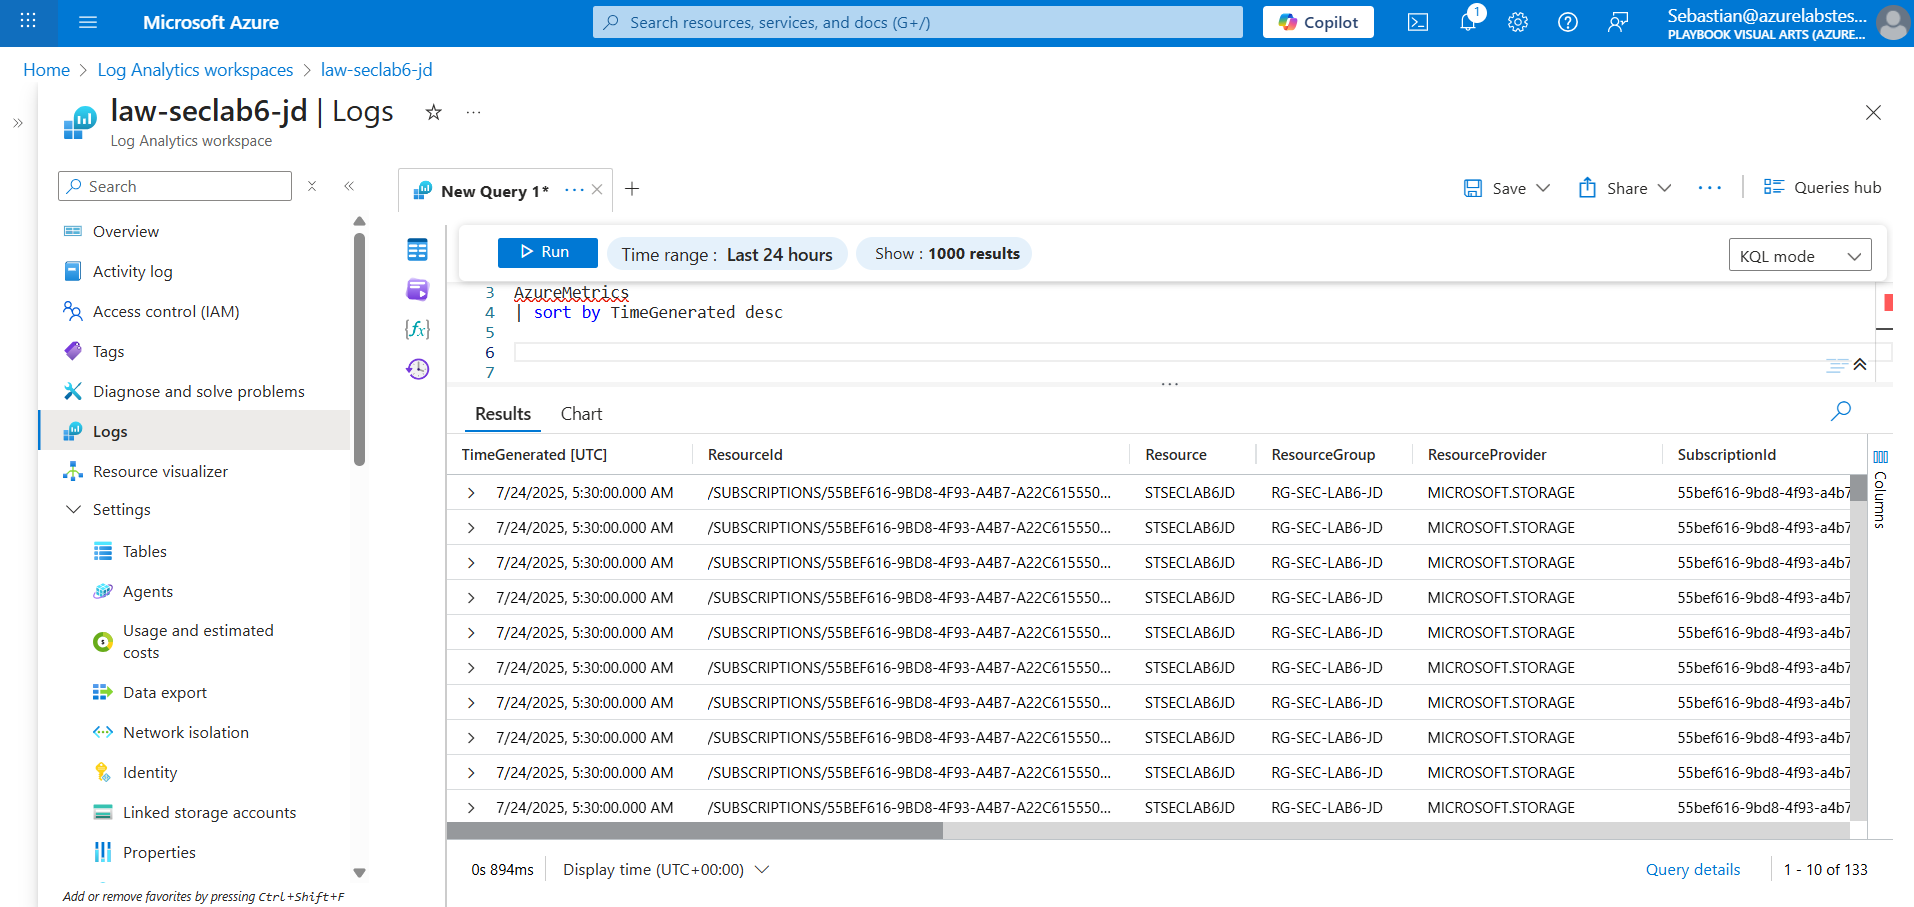 Microsoft Azure
Search resources, services, and docs (G+/)
Copilot
1
Sebastian@azurelabstes...
PLAYBOOK VISUAL ARTS (AZURE...
Home > Log Analytics workspaces > law-seclab6-jd
law-seclab6-jd | Logs
Log Analytics workspace
Search
Overview
Activity log
Access control (IAM)
Tags
Diagnose and solve problems
Logs
Resource visualizer
Settings
Tables
Agents
Usage and estimated
costs
Data export
Network isolation
Identity
Linked storage accounts
Properties
Add or remove favorites by pressing Ctrl+Shift+F
New Query 1*
Save
Share
Queries hub
Run
Time range : Last 24 hours
Show : 1000 results
KQL mode
3 AzureMetrics
4 | sort by TimeGenerated desc
5
6
7
Results Chart
TimeGenerated [UTC] ResourceId Resource ResourceGroup ResourceProvider SubscriptionId
7/24/2025, 5:30:00.000 AM /SUBSCRIPTIONS/55BEF616-9BD8-4F93-A4B7-A22C615550... STSECLAB6JD RG-SEC-LAB6-JD MICROSOFT.STORAGE 55bef616-9bd8-4f93-a4b7
7/24/2025, 5:30:00.000 AM /SUBSCRIPTIONS/55BEF616-9BD8-4F93-A4B7-A22C615550... STSECLAB6JD RG-SEC-LAB6-JD MICROSOFT.STORAGE 55bef616-9bd8-4f93-a4b7
7/24/2025, 5:30:00.000 AM /SUBSCRIPTIONS/55BEF616-9BD8-4F93-A4B7-A22C615550... STSECLAB6JD RG-SEC-LAB6-JD MICROSOFT.STORAGE 55bef616-9bd8-4f93-a4b7
7/24/2025, 5:30:00.000 AM /SUBSCRIPTIONS/55BEF616-9BD8-4F93-A4B7-A22C615550... STSECLAB6JD RG-SEC-LAB6-JD MICROSOFT.STORAGE 55bef616-9bd8-4f93-a4b7
7/24/2025, 5:30:00.000 AM /SUBSCRIPTIONS/55BEF616-9BD8-4F93-A4B7-A22C615550... STSECLAB6JD RG-SEC-LAB6-JD MICROSOFT.STORAGE 55bef616-9bd8-4f93-a4b7
7/24/2025, 5:30:00.000 AM /SUBSCRIPTIONS/55BEF616-9BD8-4F93-A4B7-A22C615550... STSECLAB6JD RG-SEC-LAB6-JD MICROSOFT.STORAGE 55bef616-9bd8-4f93-a4b7
7/24/2025, 5:30:00.000 AM /SUBSCRIPTIONS/55BEF616-9BD8-4F93-A4B7-A22C615550... STSECLAB6JD RG-SEC-LAB6-JD MICROSOFT.STORAGE 55bef616-9bd8-4f93-a4b7
7/24/2025, 5:30:00.000 AM /SUBSCRIPTIONS/55BEF616-9BD8-4F93-A4B7-A22C615550... STSECLAB6JD RG-SEC-LAB6-JD MICROSOFT.STORAGE 55bef616-9bd8-4f93-a4b7
7/24/2025, 5:30:00.000 AM /SUBSCRIPTIONS/55BEF616-9BD8-4F93-A4B7-A22C615550... STSECLAB6JD RG-SEC-LAB6-JD MICROSOFT.STORAGE 55bef616-9bd8-4f93-a4b7
7/24/2025, 5:30:00.000 AM /SUBSCRIPTIONS/55BEF616-9BD8-4F93-A4B7-A22C615550... STSECLAB6JD RG-SEC-LAB6-JD MICROSOFT.STORAGE 55bef616-9bd8-4f93-a4b7
Columns
0s 894ms
Display time (UTC+00:00)
Query details
1 - 10 of 133